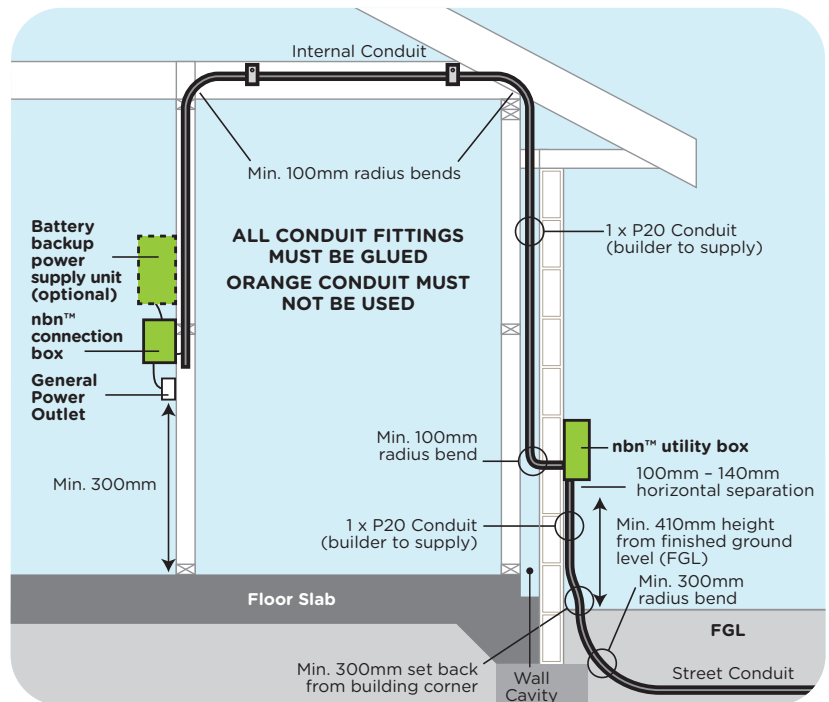 Internal Conduit
Min. 100mm radius bends
Battery
backup
power
supply unit
(optional)
ALL CONDUIT FITTINGS
MUST BE GLUED
ORANGE CONDUIT MUST
NOT BE USED
1 x P20 Conduit
(builder to supply)
nbn™
connection
box
General
Power
Outlet
Min. 300mm
Min. 100mm
radius bend
nbn™ utility box
100mm – 140mm
horizontal separation
1 x P20 Conduit
(builder to supply)
Min. 410mm height
from finished ground
level (FGL)
Min. 300mm
radius bend
Floor Slab
FGL
Min. 300mm set back
from building corner
Wall
Cavity
Street Conduit